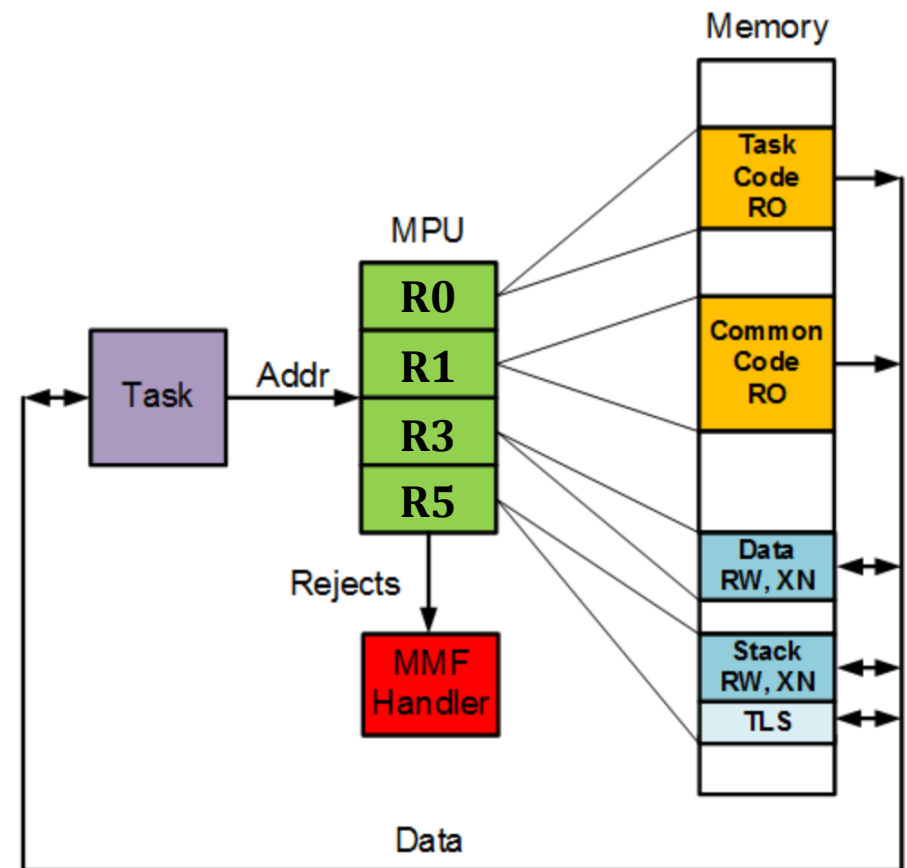 Memory
Task
Code
RO
MPU
R0
Common
Code
RO
R1
Addr
Task
R3
R5
Data
RW, XN
Rejects
Stack
RW, XN
MMF
Handler
TLS
Data